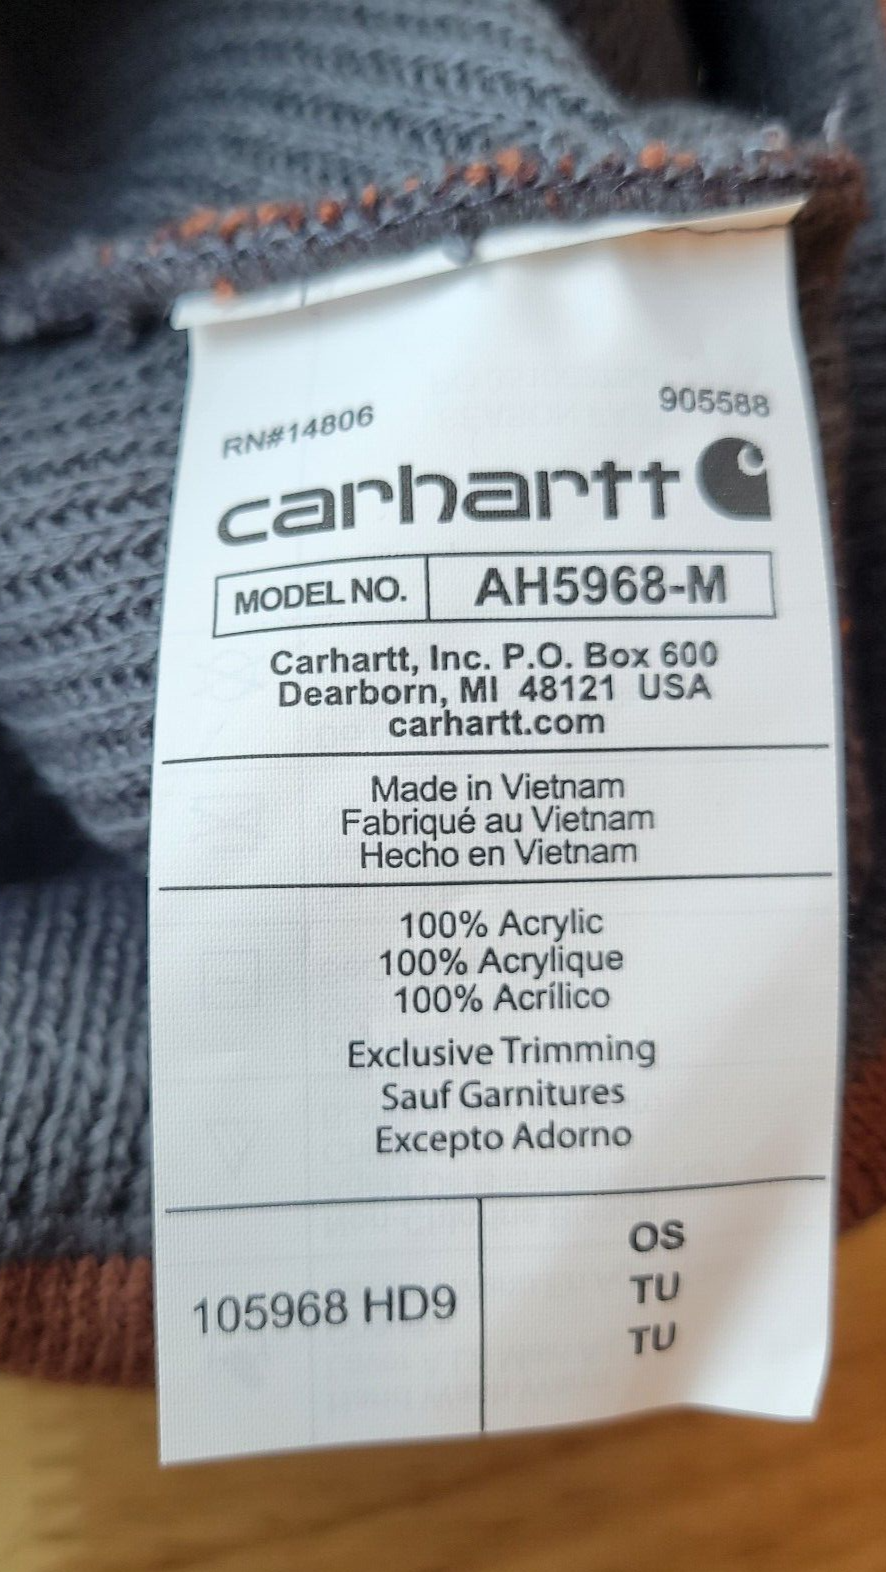 RN#14806 905588
carhartt
MODEL NO. AH5968-M
Carhartt, Inc. P.O. Box 600
Dearborn, MI 48121 USA
carhartt.com
Made in Vietnam
Fabriqué au Vietnam
Hecho en Vietnam
100% Acrylic
100% Acrylique
100% Acrílico
Exclusive Trimming
Sauf Garnitures
Excepto Adorno
105968 HD9
OS
TU
TU